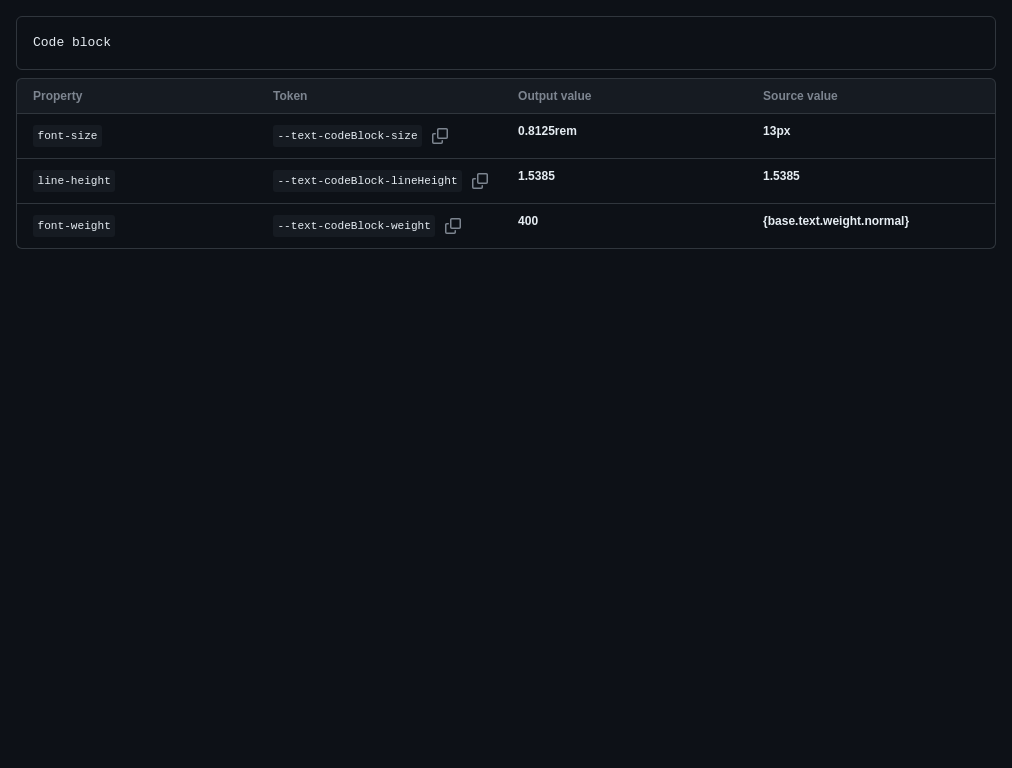 Code block
Property Token Output value Source value
font-size --text-codeBlock-size 0.8125rem 13px
line-height --text-codeBlock-lineHeight 1.5385 1.5385
font-weight --text-codeBlock-weight 400 {base.text.weight.normal}